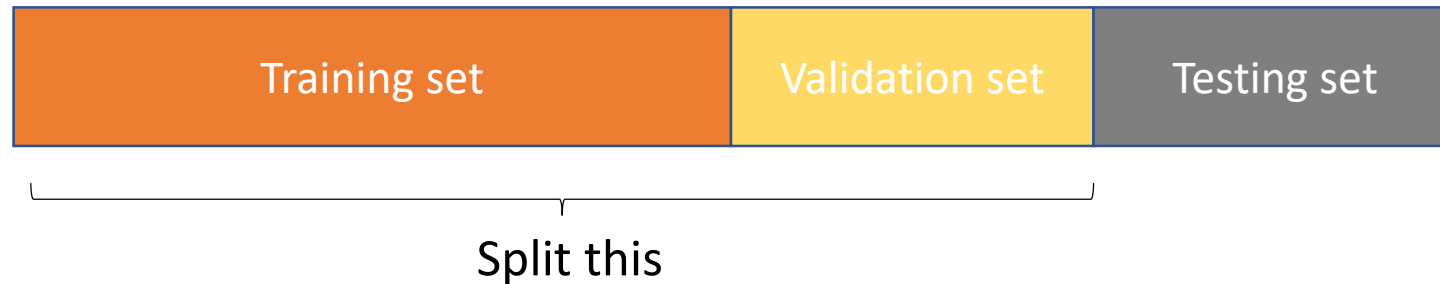 Training set
Validation set
Testing set
Split this